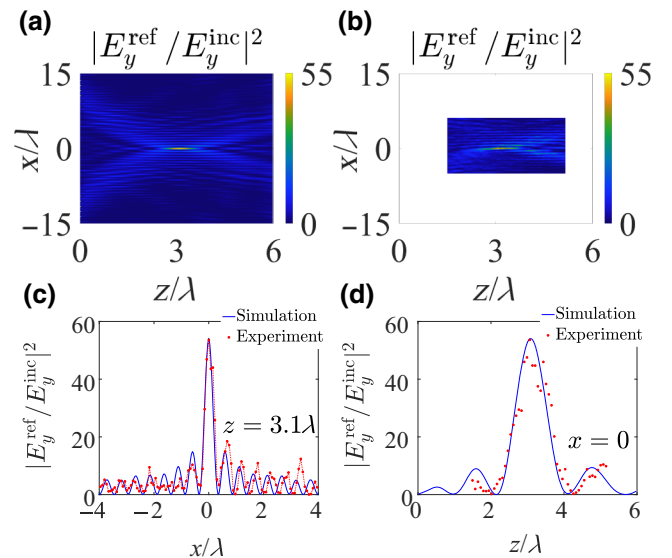 (a)
|E_y^ref / E_y^inc|^2
15
0
−15
x/λ
0 3 6
z/λ
55
0
(b)
|E_y^ref / E_y^inc|^2
15
0
−15
x/λ
0 3 6
z/λ
55
0
(c)
Simulation
Experiment
60
40
20
0
|E_y^ref / E_y^inc|^2
z = 3.1λ
−4 −2 0 2 4
x/λ
(d)
Simulation
Experiment
60
40
20
0
|E_y^ref / E_y^inc|^2
x = 0
0 2 4 6
z/λ